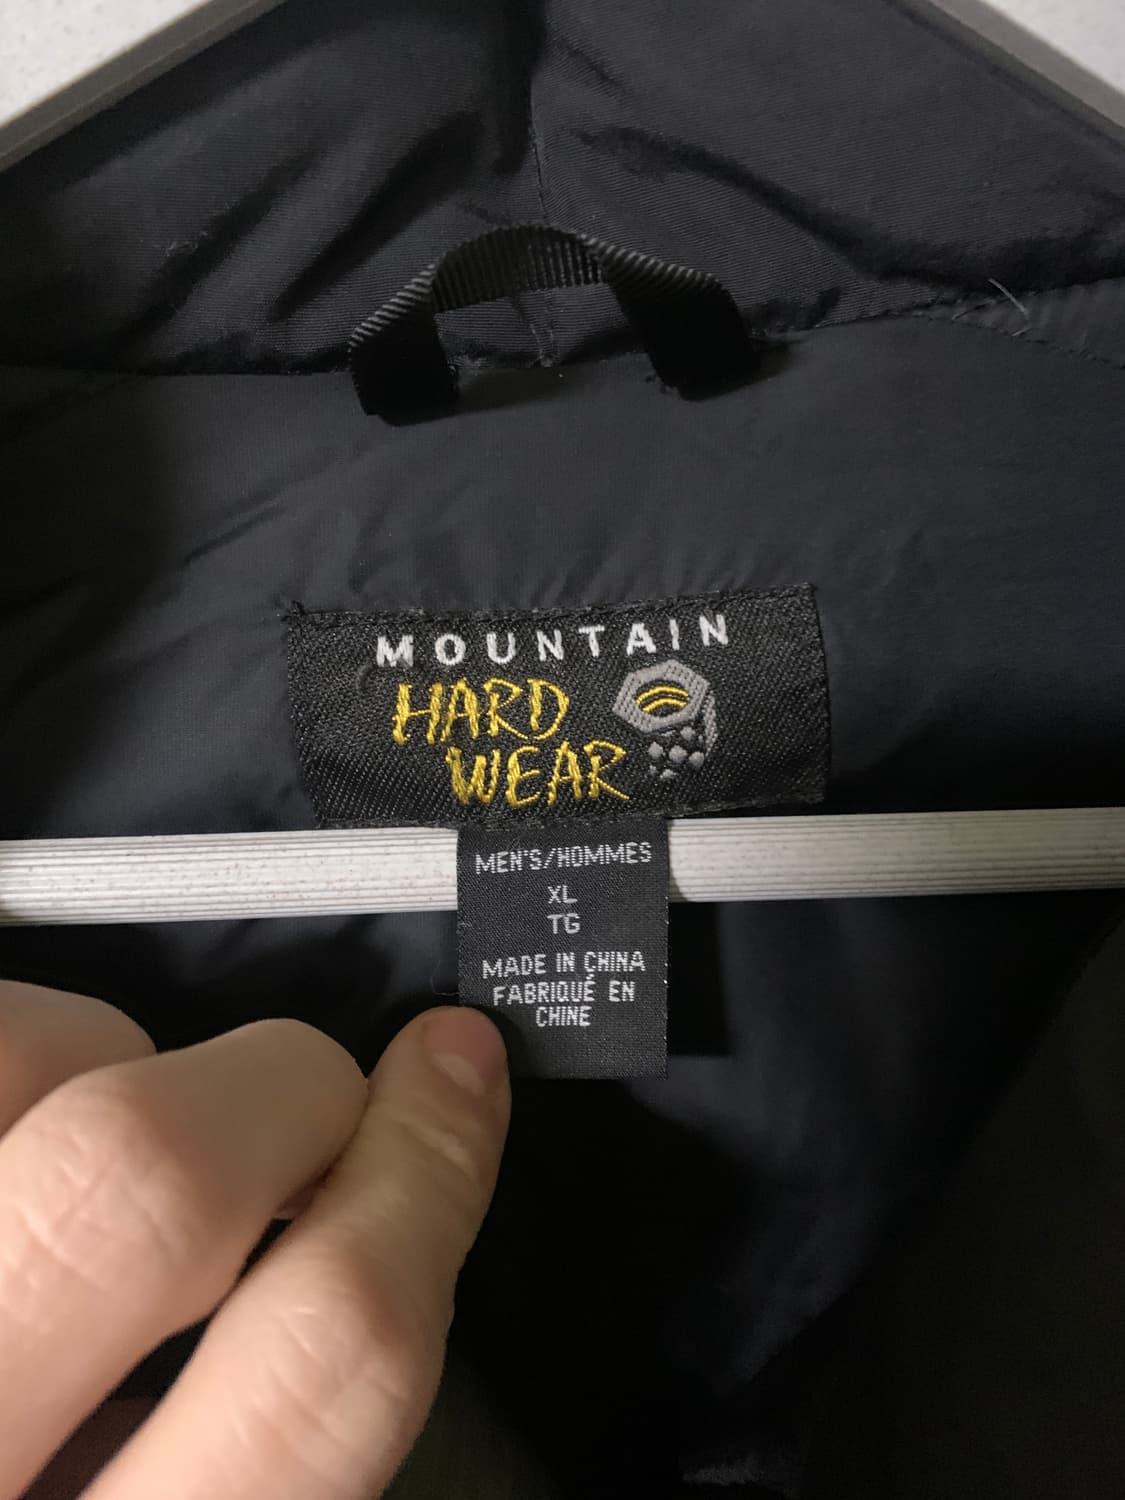 MOUNTAIN
HARD
WEAR
MEN'S/HOMMES
XL
TG
MADE IN CHINA
FABRIQUÉ EN
CHINE